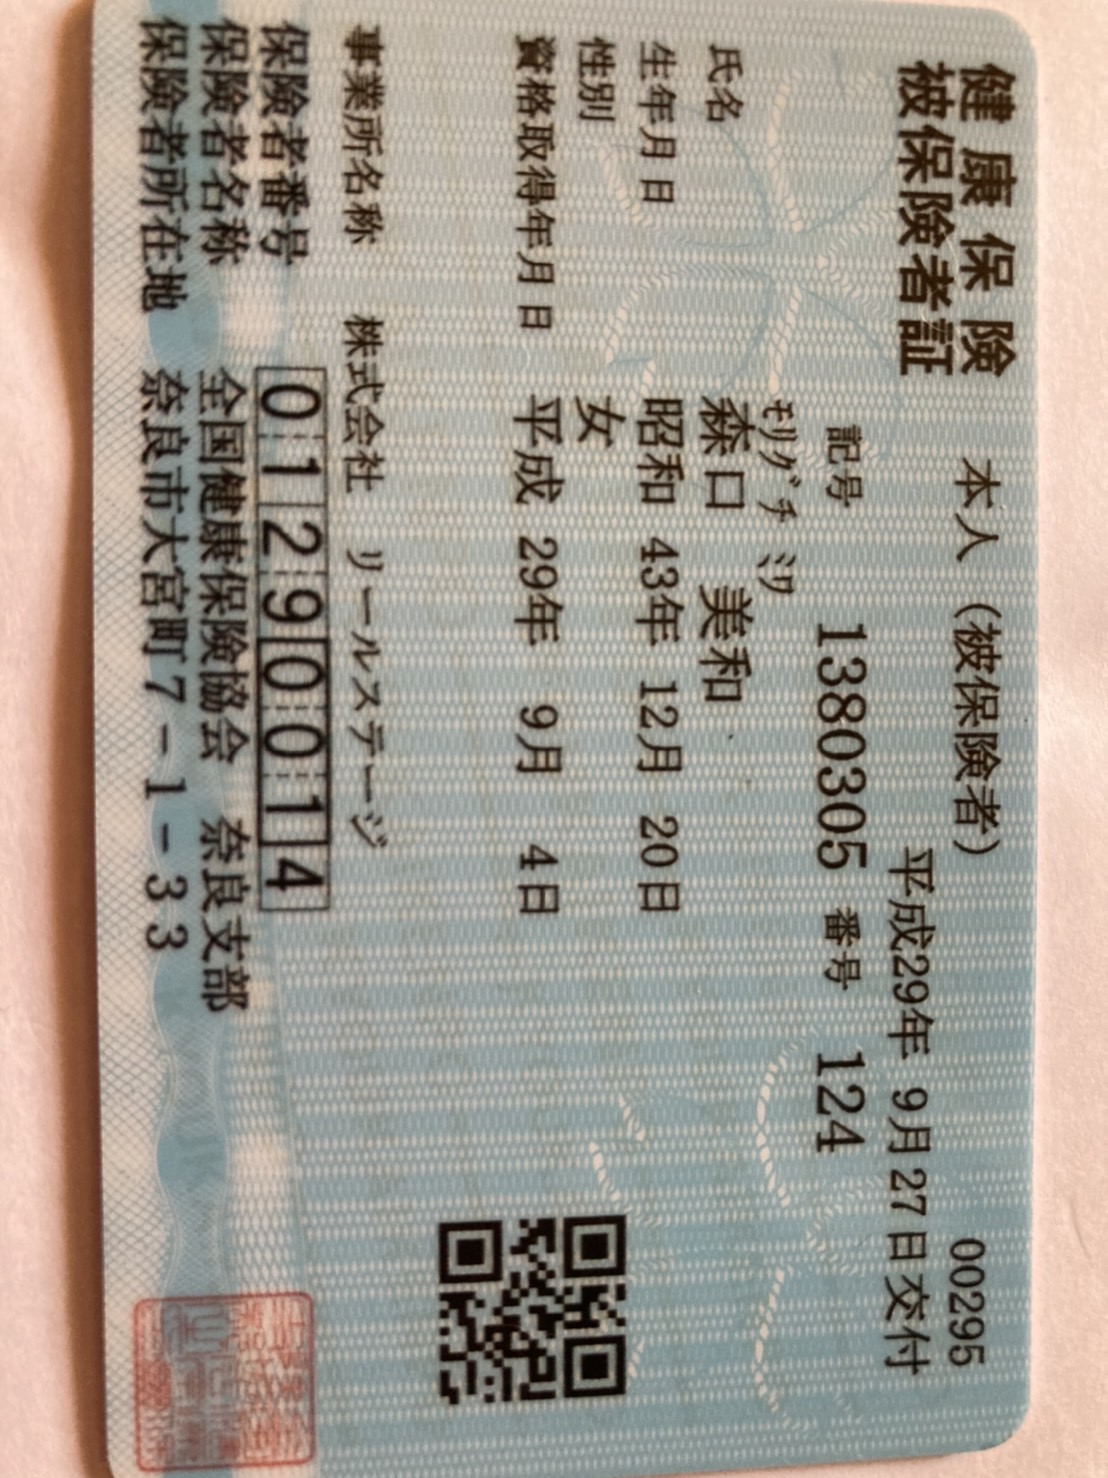 健康保険 本人（被保険者） 00295
被保険者証 平成29年 9月27日交付
記号 1380305 番号 124
ﾓﾘｸﾞﾁ ﾐﾜ
氏名 森口 美和
生年月日 昭和 43年 12月 20日
性別 女
資格取得年月日 平成 29年 9月 4日
事業所名称 株式会社 リールステージ
保険者番号 01290014
保険者名称 全国健康保険協会 奈良支部
保険者所在地 奈良市大宮町7-1-33